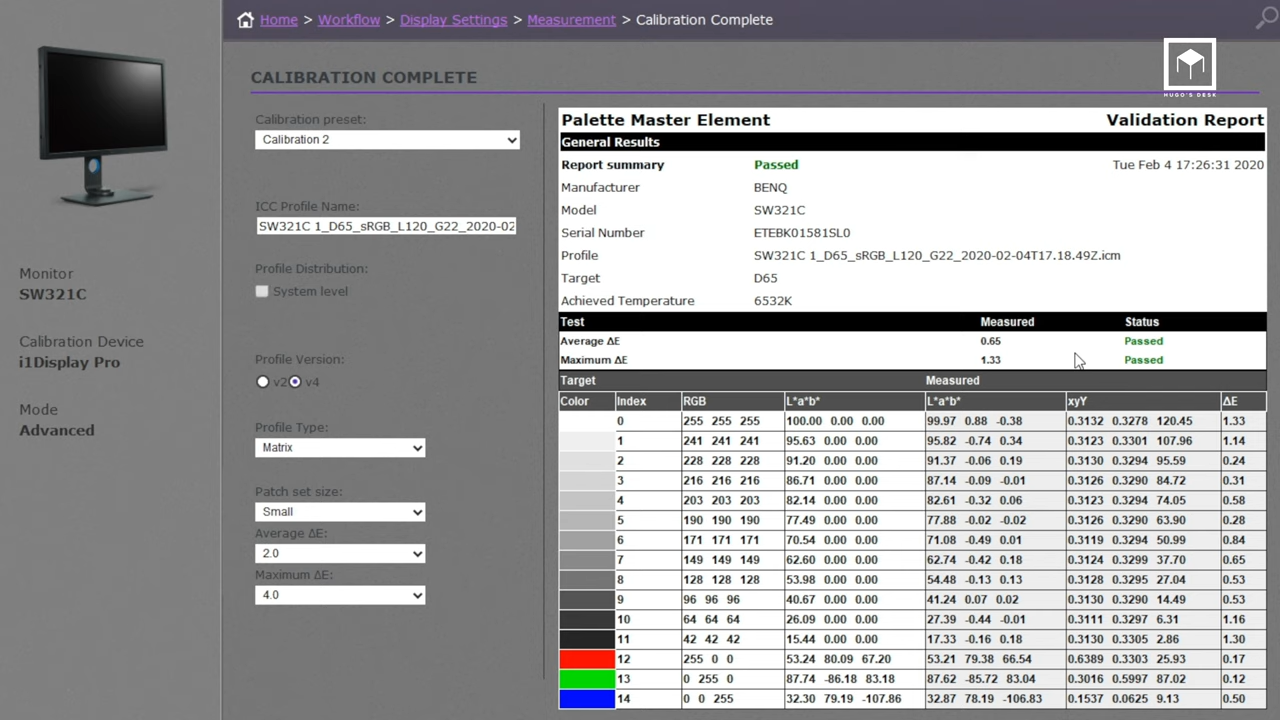 Home > Workflow > Display Settings > Measurement > Calibration Complete
HUGO'S DESK
CALIBRATION COMPLETE
Monitor
SW321C
Calibration Device
i1Display Pro
Mode
Advanced
Calibration preset:
Calibration 2
ICC Profile Name:
SW321C 1_D65_sRGB_L120_G22_2020-02
Profile Distribution:
System level
Profile Version:
v2 v4
Profile Type:
Matrix
Patch set size:
Small
Average ΔE:
2.0
Maximum ΔE:
4.0
Palette Master Element Validation Report
General Results
Report summary Passed Tue Feb 4 17:26:31 2020
Manufacturer BENQ
Model SW321C
Serial Number ETEBK01581SL0
Profile SW321C 1_D65_sRGB_L120_G22_2020-02-04T17.18.49Z.icm
Target D65
Achieved Temperature 6532K
Test Measured Status
Average ΔE 0.65 Passed
Maximum ΔE 1.33 Passed
Target Measured
Color Index RGB L*a*b* L*a*b* xyY ΔE
0 255 255 255 100.00 0.00 0.00 99.97 0.88 -0.38 0.3132 0.3278 120.45 1.33
1 241 241 241 95.63 0.00 0.00 95.82 -0.74 0.34 0.3123 0.3301 107.96 1.14
2 228 228 228 91.20 0.00 0.00 91.37 -0.06 0.19 0.3130 0.3294 95.59 0.24
3 216 216 216 86.71 0.00 0.00 87.14 -0.09 -0.01 0.3126 0.3290 84.72 0.31
4 203 203 203 82.14 0.00 0.00 82.61 -0.32 0.06 0.3123 0.3294 74.05 0.58
5 190 190 190 77.49 0.00 0.00 77.88 -0.02 -0.02 0.3126 0.3290 63.90 0.28
6 171 171 171 70.54 0.00 0.00 71.08 -0.49 0.01 0.3119 0.3294 50.99 0.84
7 149 149 149 62.60 0.00 0.00 62.74 -0.42 0.18 0.3124 0.3299 37.70 0.65
8 128 128 128 53.98 0.00 0.00 54.48 -0.13 0.13 0.3128 0.3295 27.04 0.53
9 96 96 96 40.67 0.00 0.00 41.24 0.07 0.02 0.3130 0.3290 14.49 0.53
10 64 64 64 26.09 0.00 0.00 27.39 -0.44 -0.01 0.3111 0.3297 6.31 1.16
11 42 42 42 15.44 0.00 0.00 17.33 -0.16 0.18 0.3130 0.3305 2.86 1.30
12 255 0 0 53.24 80.09 67.20 53.21 79.38 66.54 0.6389 0.3303 25.93 0.17
13 0 255 0 87.74 -86.18 83.18 87.62 -85.72 83.04 0.3016 0.5997 87.02 0.12
14 0 0 255 32.30 79.19 -107.86 32.87 78.19 -106.83 0.1537 0.0625 9.13 0.50